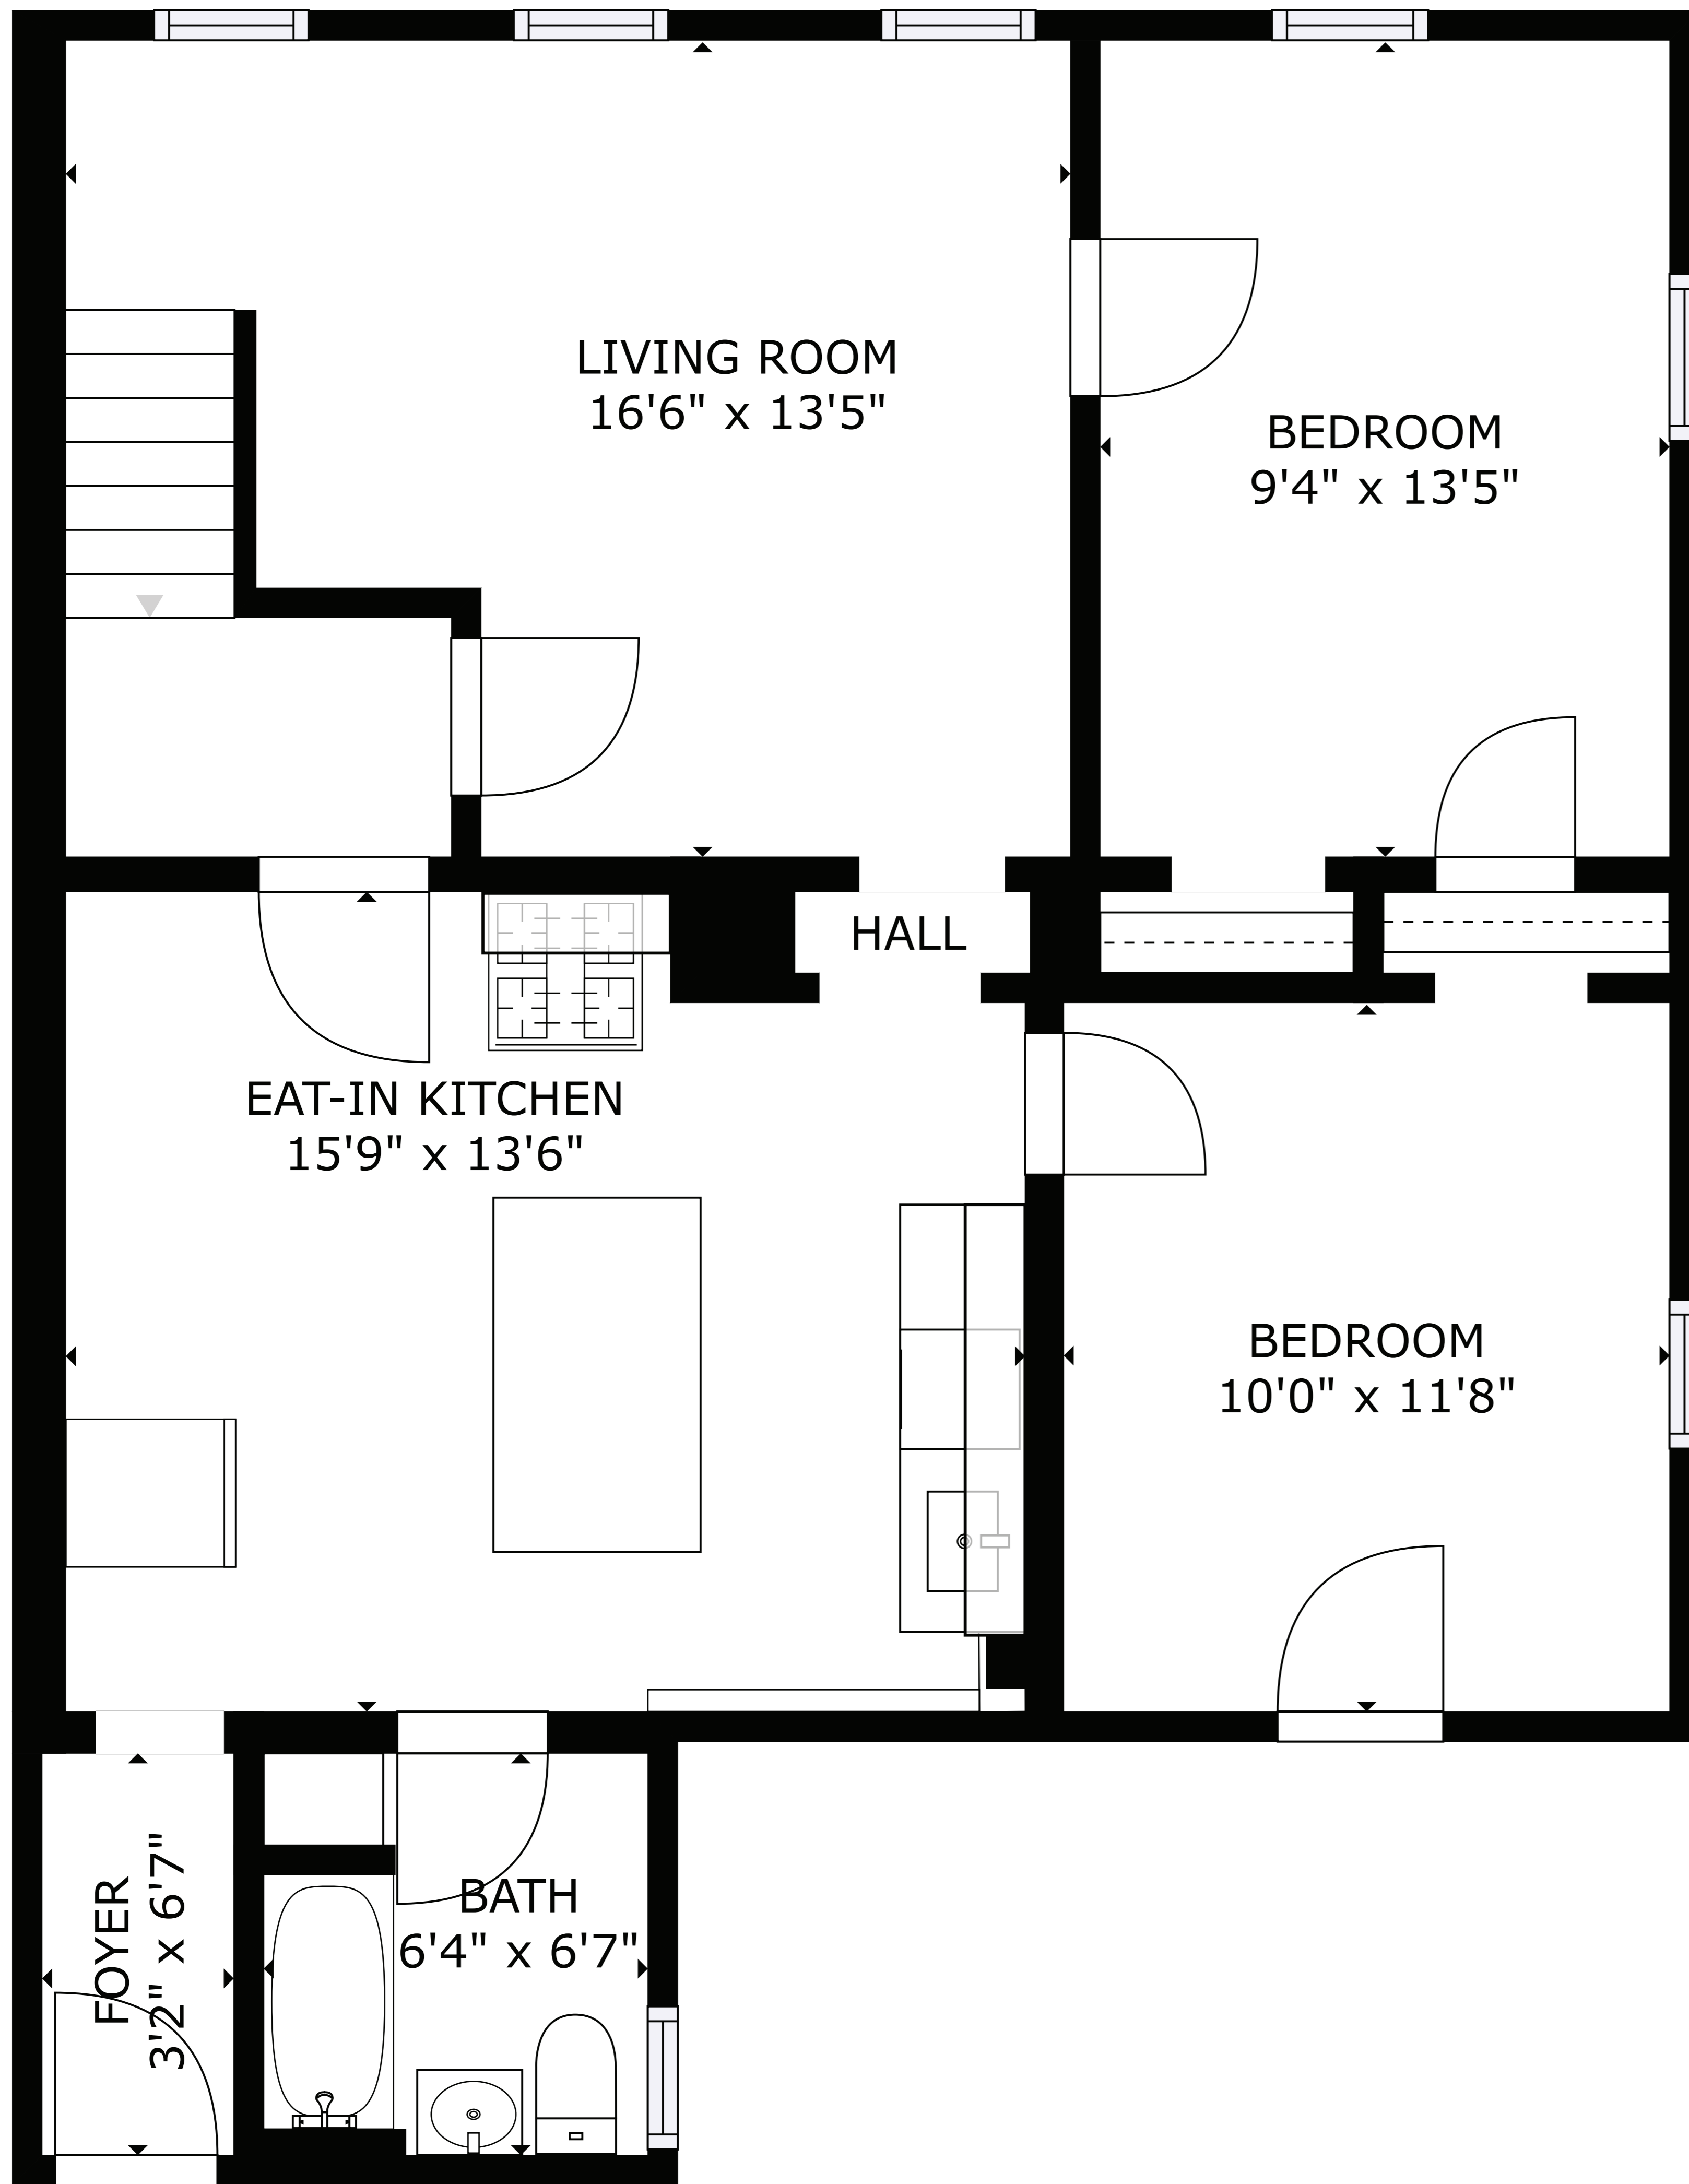 LIVING ROOM
16'6" x 13'5"
BEDROOM
9'4" x 13'5"
HALL
EAT-IN KITCHEN
15'9" x 13'6"
BEDROOM
10'0" x 11'8"
BATH
6'4" x 6'7"
FOYER
3'2" x 6'7"